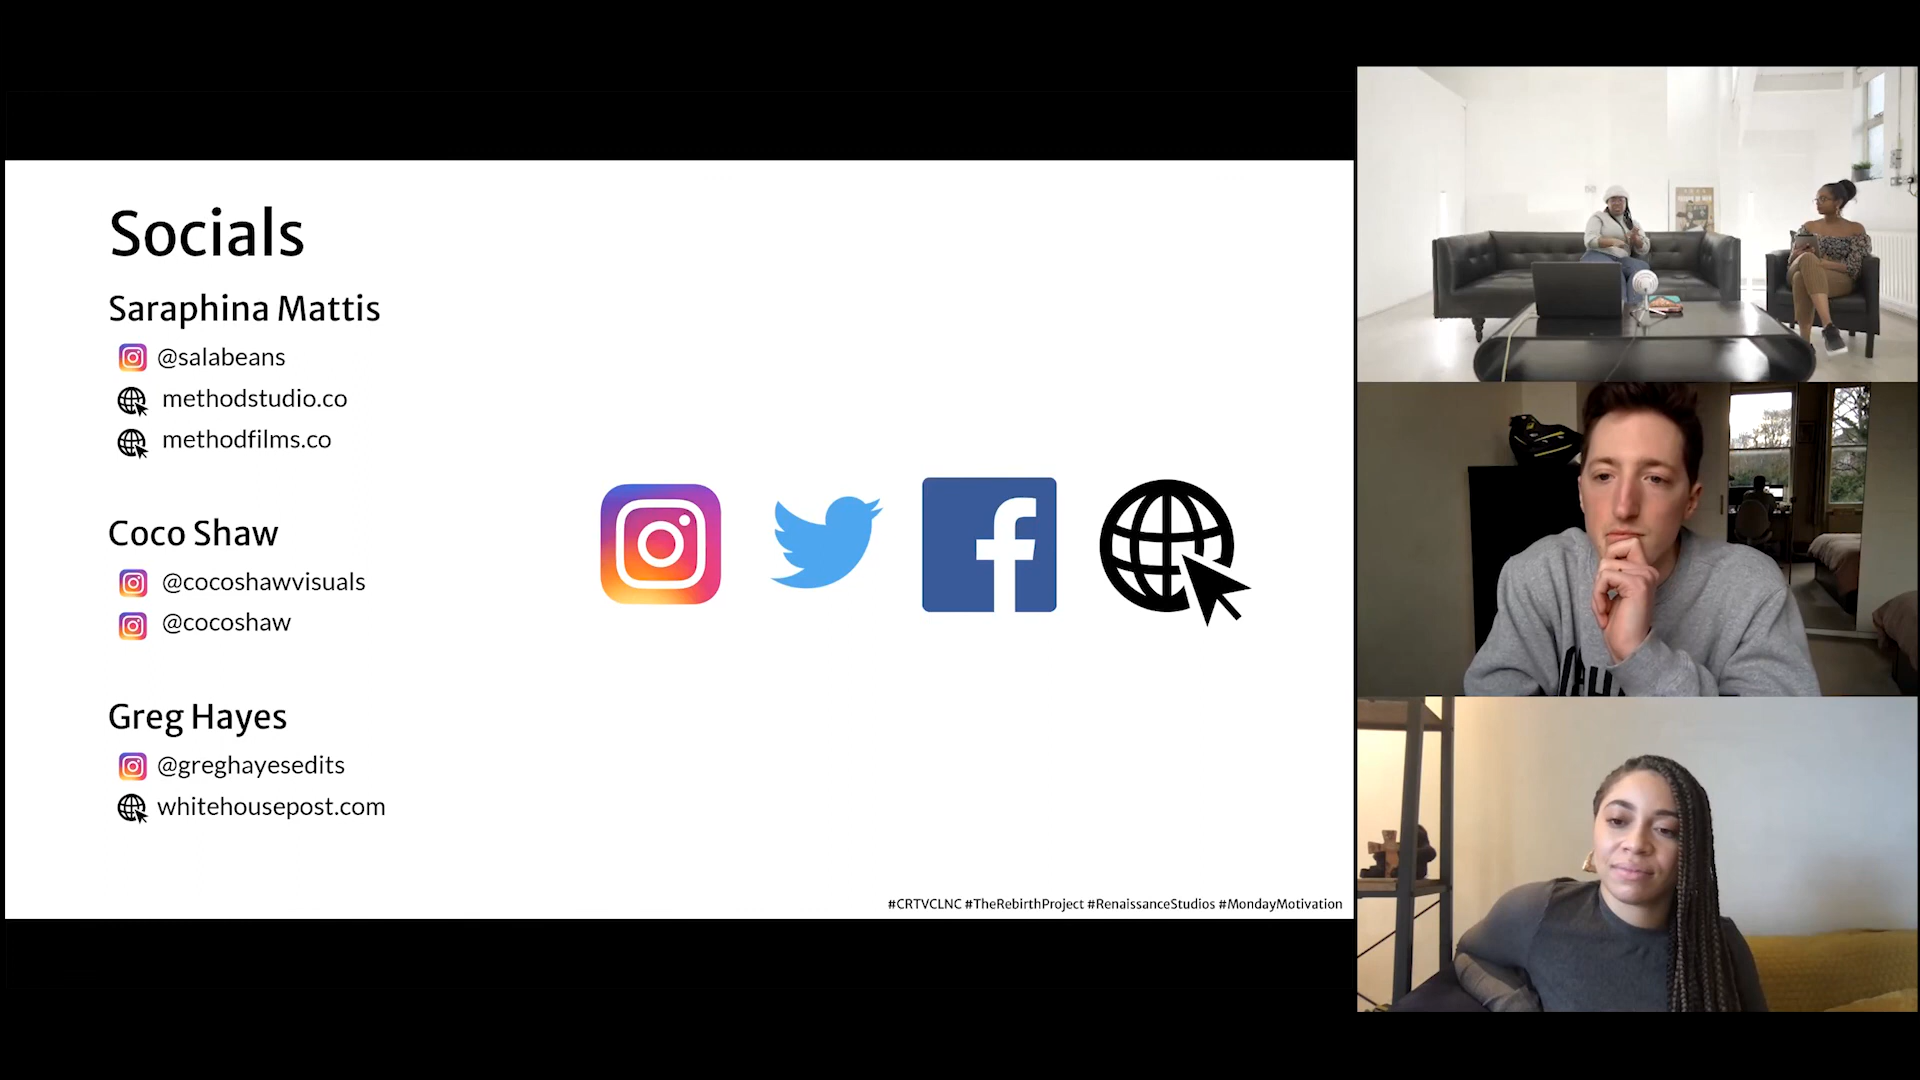 Socials
Saraphina Mattis
@salabeans
methodstudio.co
methodfilms.co
Coco Shaw
@cocoshawvisuals
@cocoshaw
Greg Hayes
@greghayesedits
whitehousepost.com
#CRTVCLNC #TheRebirthProject #RenaissanceStudios #MondayMotivation